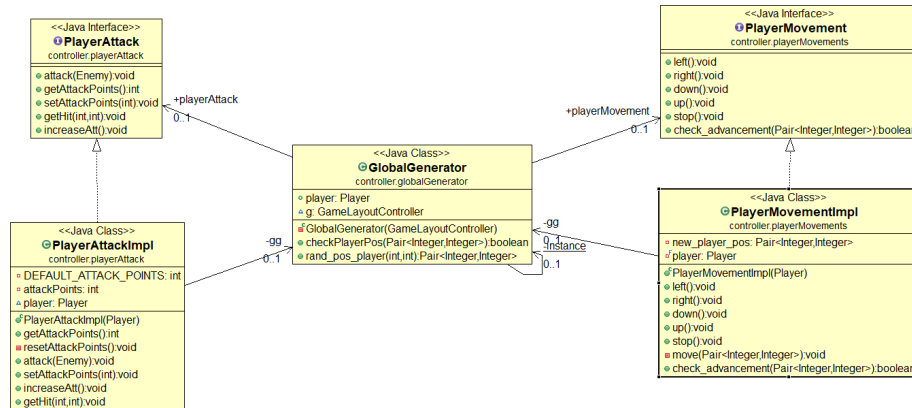 <<Java Interface>>
PlayerAttack
controller.playerAttack
attack(Enemy):void
getAttackPoints():int
setAttackPoints(int):void
getHit(int,int):void
increaseAtt():void
<<Java Interface>>
PlayerMovement
controller.playerMovements
left():void
right():void
down():void
up():void
stop():void
check_advancement(Pair<Integer,Integer>):boolean
+playerAttack
0..1
+playerMovement
0..1
<<Java Class>>
GlobalGenerator
controller.globalGenerator
player: Player
g: GameLayoutController
GlobalGenerator(GameLayoutController)
checkPlayerPos(Pair<Integer,Integer>):boolean
rand_pos_player(int,int):Pair<Integer,Integer>
-gg
0..1
-gg
0..1
-instance
0..1
<<Java Class>>
PlayerAttackImpl
controller.playerAttack
DEFAULT_ATTACK_POINTS: int
attackPoints: int
player: Player
PlayerAttackImpl(Player)
getAttackPoints():int
resetAttackPoints():void
attack(Enemy):void
setAttackPoints(int):void
increaseAtt():void
getHit(int,int):void
<<Java Class>>
PlayerMovementImpl
controller.playerMovements
new_player_pos: Pair<Integer,Integer>
player: Player
PlayerMovementImpl(Player)
left():void
right():void
down():void
up():void
stop():void
move(Pair<Integer,Integer>):void
check_advancement(Pair<Integer,Integer>):boolean